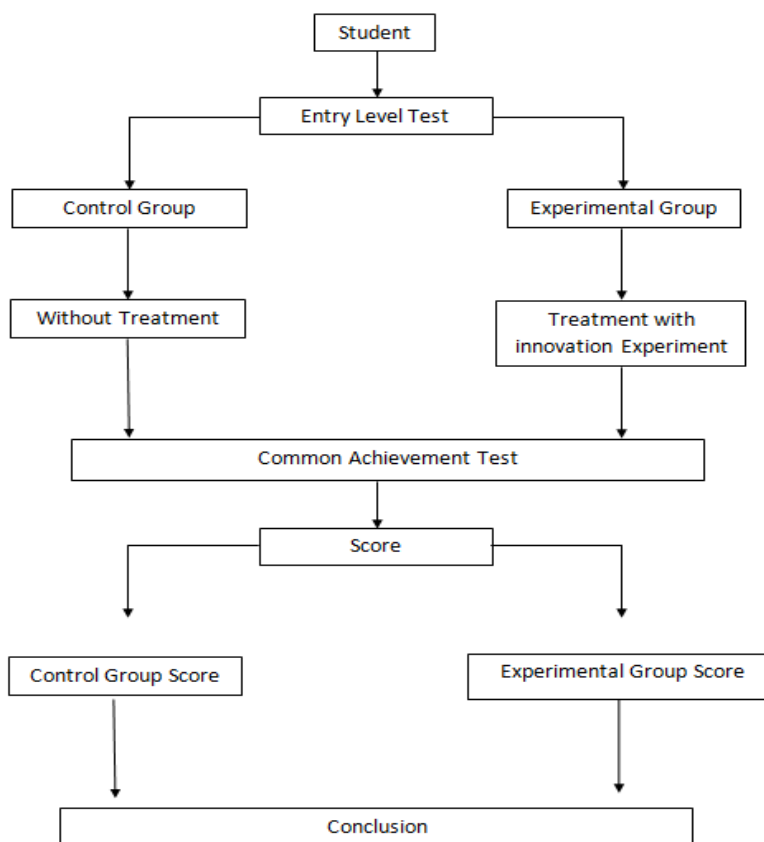 Student
Entry Level Test
Control Group
Experimental Group
Without Treatment
Treatment with
innovation Experiment
Common Achievement Test
Score
Control Group Score
Experimental Group Score
Conclusion